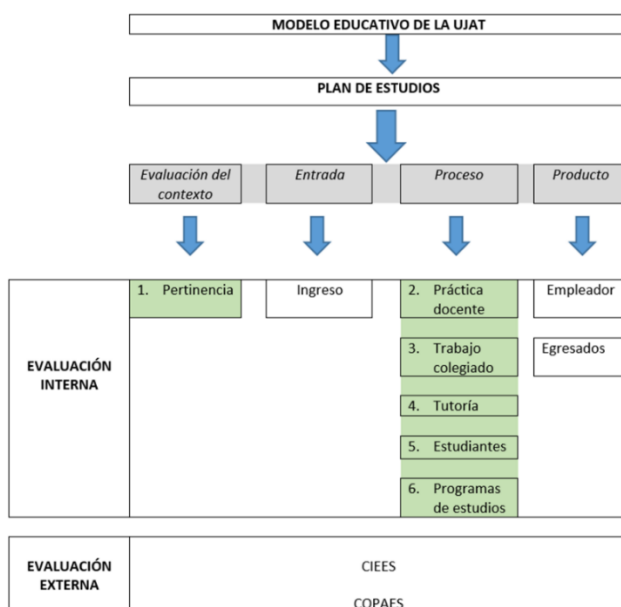 MODELO EDUCATIVO DE LA UJAT
PLAN DE ESTUDIOS
Evaluación del
contexto
Entrada
Proceso
Producto
EVALUACIÓN
INTERNA
1. Pertinencia
Ingreso
2. Práctica
docente
3. Trabajo
colegiado
4. Tutoría
5. Estudiantes
6. Programas
de estudios
Empleador
Egresados
EVALUACIÓN
EXTERNA
CIEES
COPAES